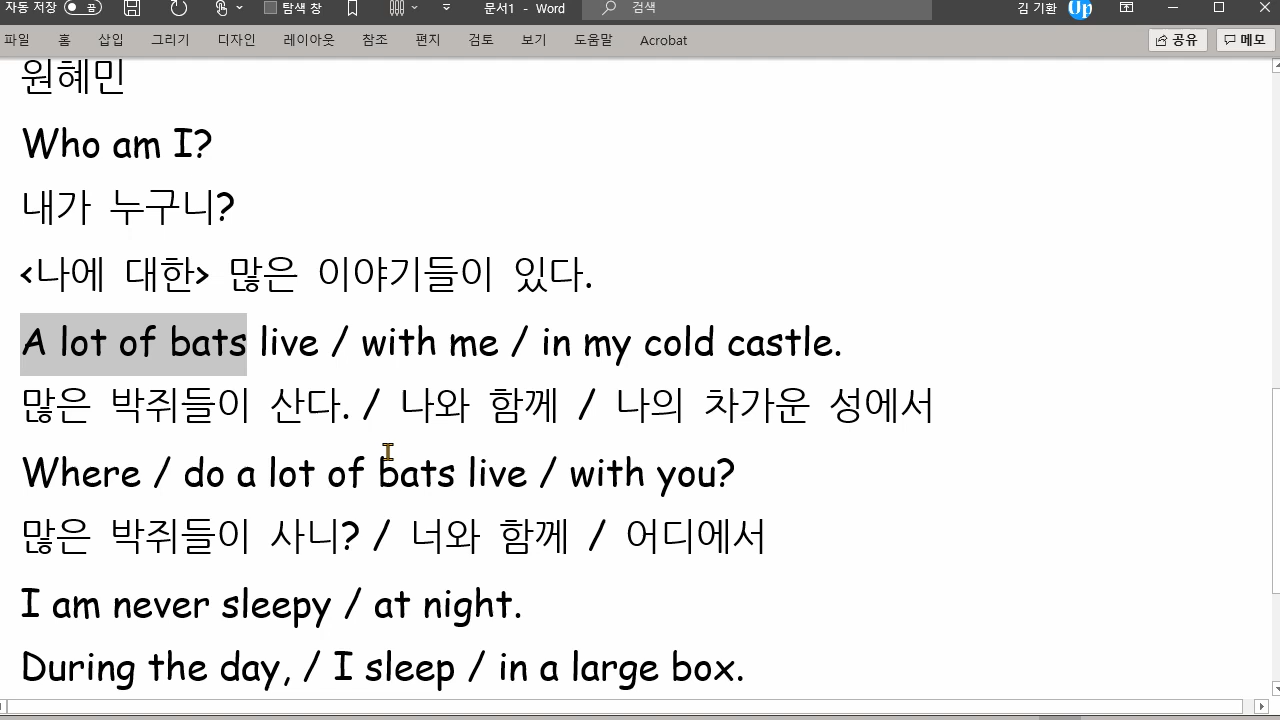 자동 저장 끔 탐색 창 문서1 - Word 검색 김 기환 Up
파일 홈 삽입 그리기 디자인 레이아웃 참조 편지 검토 보기 도움말 Acrobat 공유 메모
원혜민
Who am I?
내가 누구니?
<나에 대한> 많은 이야기들이 있다.
A lot of bats live / with me / in my cold castle.
많은 박쥐들이 산다. / 나와 함께 / 나의 차가운 성에서
Where / do a lot of bats live / with you?
많은 박쥐들이 사니? / 너와 함께 / 어디에서
I am never sleepy / at night.
During the day, / I sleep / in a large box.